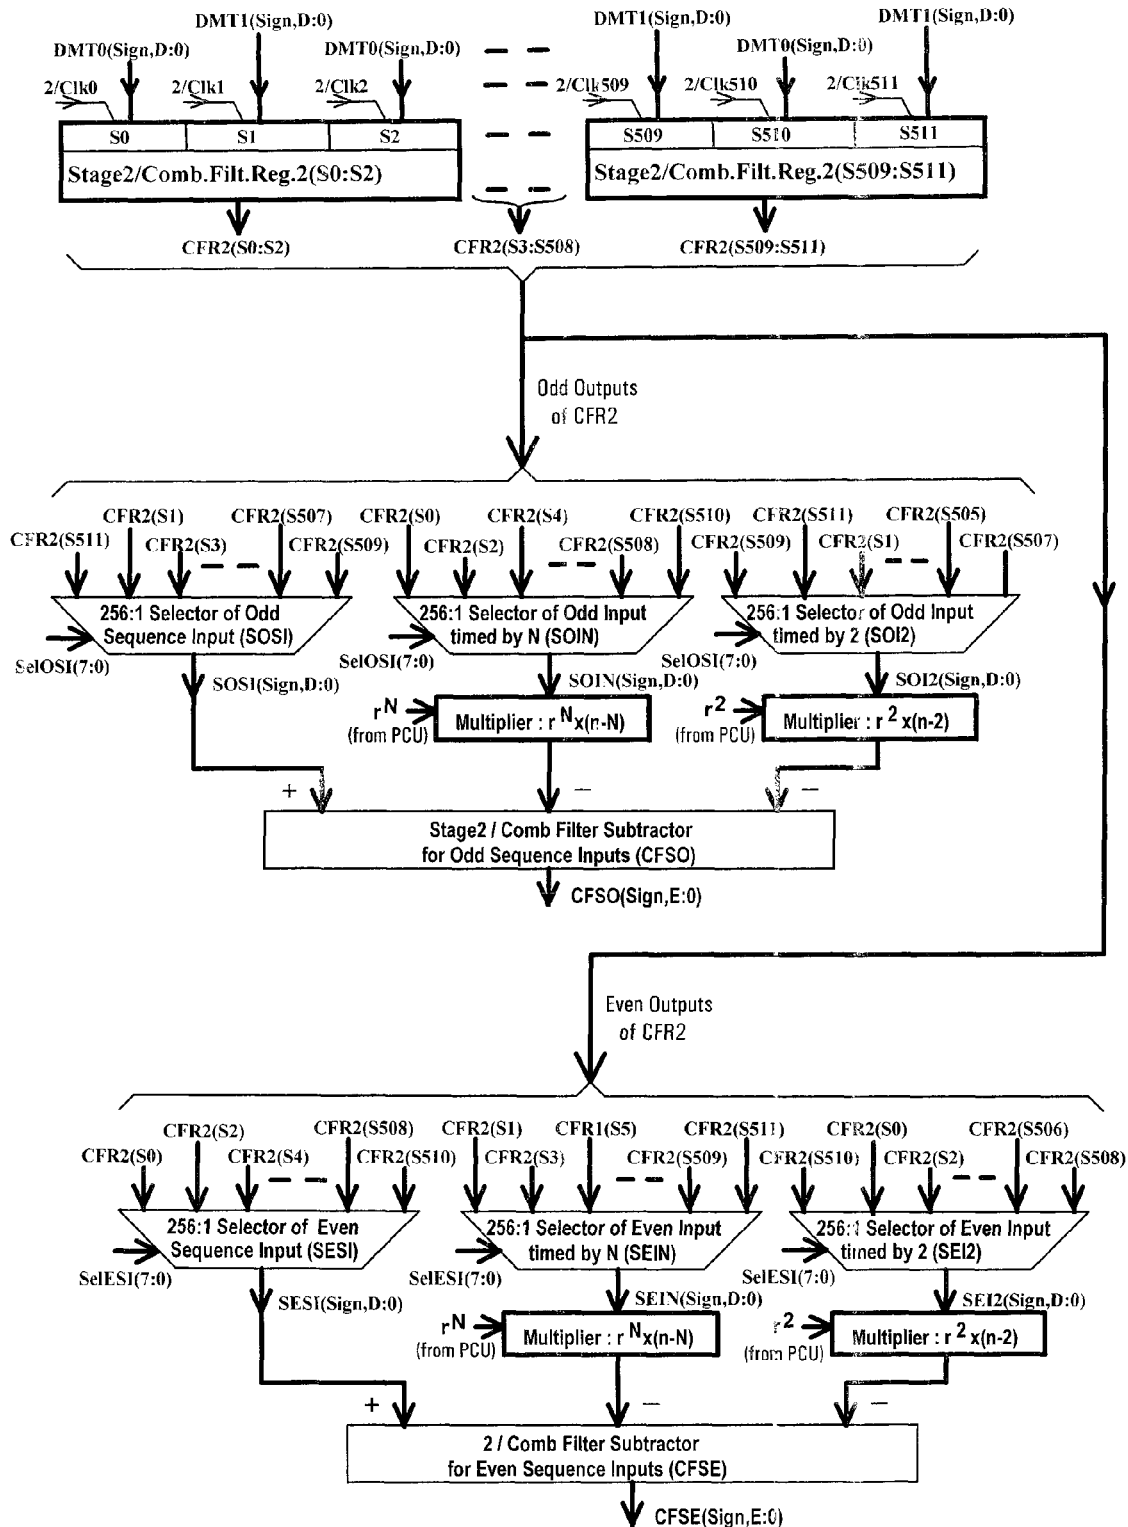 DMT1(Sign,D:0)
DMT1(Sign,D:0)
DMT1(Sign,D:0)
DMT0(Sign,D:0)
DMT0(Sign,D:0)
DMT0(Sign,D:0)
2/Clk0
2/Clk1
2/Clk2
2/Clk509
2/Clk510
2/Clk511
S0
S1
S2
S509
S510
S511
Stage2/Comb.Filt.Reg.2(S0:S2)
Stage2/Comb.Filt.Reg.2(S509:S511)
CFR2(S0:S2)
CFR2(S3:S508)
CFR2(S509:S511)
Odd Outputs
of CFR2
CFR2(S511)
CFR2(S1)
CFR2(S3)
CFR2(S507)
CFR2(S509)
CFR2(S0)
CFR2(S2)
CFR2(S4)
CFR2(S508)
CFR2(S510)
CFR2(S509)
CFR2(S511)
CFR2(S1)
CFR2(S505)
CFR2(S507)
256:1 Selector of Odd
Sequence Input (SOSI)
256:1 Selector of Odd Input
timed by N (SOIN)
256:1 Selector of Odd Input
timed by 2 (SOI2)
SelOSI(7:0)
SelOSI(7:0)
SelOSI(7:0)
SOSI(Sign,D:0)
SOIN(Sign,D:0)
SOI2(Sign,D:0)
r^N
(from PCU)
Multiplier : r^N x(n-N)
r^2
(from PCU)
Multiplier : r^2 x(n-2)
+
−
−
Stage2 / Comb Filter Subtractor
for Odd Sequence Inputs (CFSO)
CFSO(Sign,E:0)
Even Outputs
of CFR2
CFR2(S0)
CFR2(S2)
CFR2(S4)
CFR2(S508)
CFR2(S510)
CFR2(S1)
CFR2(S3)
CFR1(S5)
CFR2(S509)
CFR2(S511)
CFR2(S510)
CFR2(S0)
CFR2(S2)
CFR2(S506)
CFR2(S508)
256:1 Selector of Even
Sequence Input (SESI)
256:1 Selector of Even Input
timed by N (SEIN)
256:1 Selector of Even Input
timed by 2 (SEI2)
SelESI(7:0)
SelESI(7:0)
SelESI(7:0)
SESI(Sign,D:0)
SEIN(Sign,D:0)
SEI2(Sign,D:0)
r^N
(from PCU)
Multiplier : r^N x(n-N)
r^2
(from PCU)
Multiplier : r^2 x(n-2)
+
−
−
2 / Comb Filter Subtractor
for Even Sequence Inputs (CFSE)
CFSE(Sign,E:0)